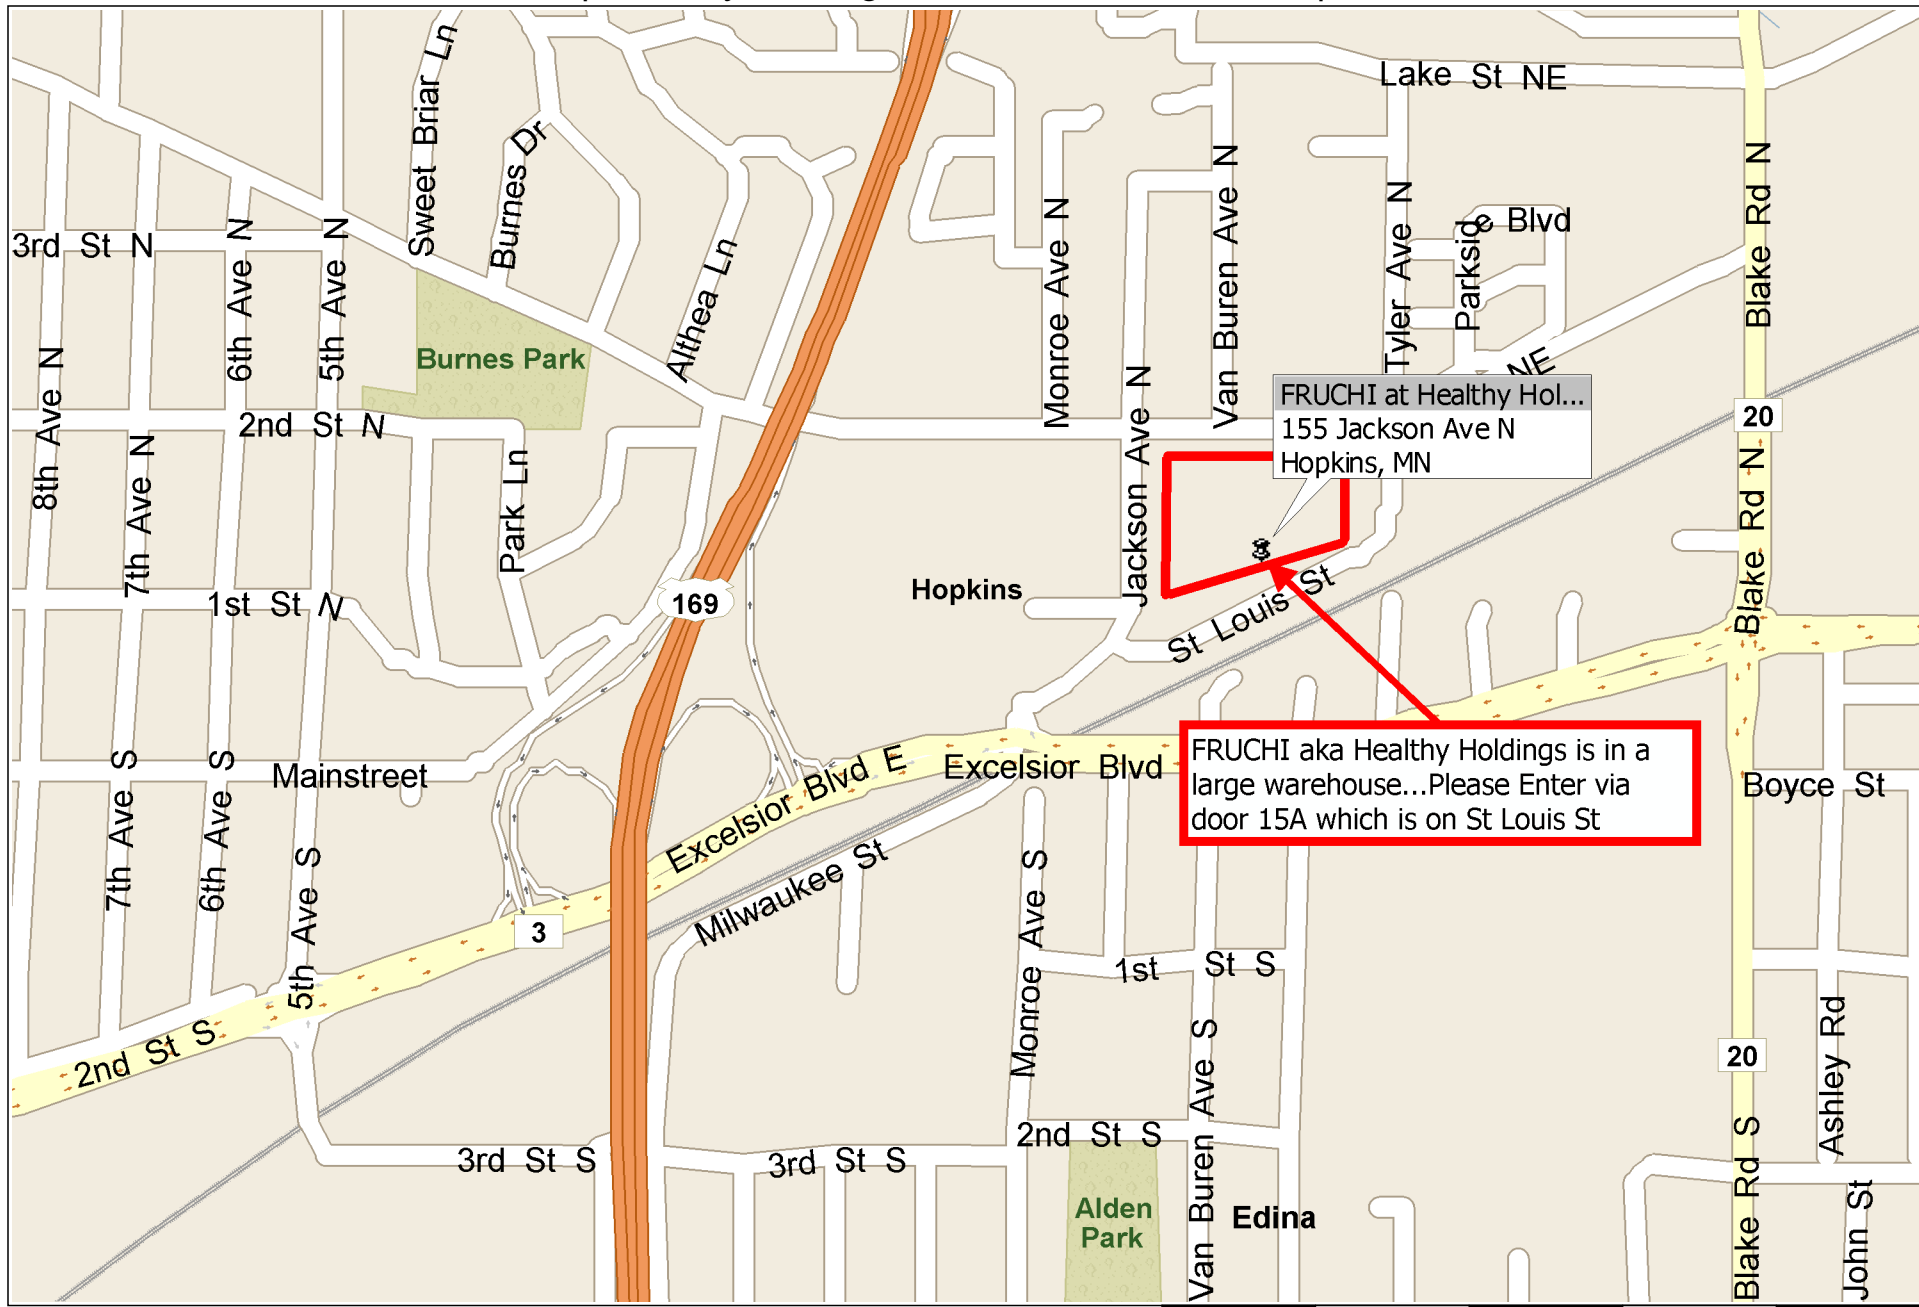 Lake St NE
Sweet Briar Ln
Burnes Dr
Blake Rd N
3rd St N
6th Ave N
5th Ave N
Althea Ln
Monroe Ave N
Van Buren Ave N
Tyler Ave N
Parkside Blvd
Burnes Park
8th Ave N
7th Ave N
2nd St N
Park Ln
Jackson Ave N
NE
FRUCHI at Healthy Hol...
155 Jackson Ave N
Hopkins, MN
20
Blake Rd N
1st St N
169
Hopkins
St Louis St
Mainstreet
7th Ave S
6th Ave S
5th Ave S
Excelsior Blvd E
Excelsior Blvd
FRUCHI aka Healthy Holdings is in a
large warehouse...Please Enter via
door 15A which is on St Louis St
Boyce St
Milwaukee St
3
Monroe Ave S
1st St S
2nd St S
Van Buren Ave S
20
Ashley Rd
3rd St S
3rd St S
2nd St S
Alden
Park
Edina
Blake Rd S
John St